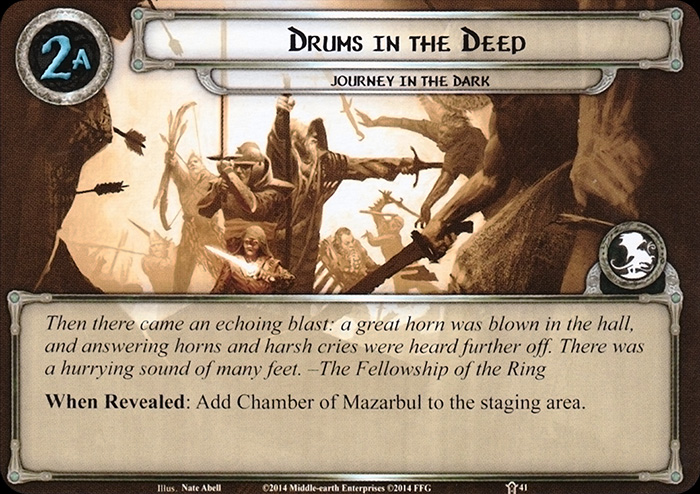 2A
Drums in the Deep
Journey in the Dark
Then there came an echoing blast: a great horn was blown in the hall,
and answering horns and harsh cries were heard further off. There was
a hurrying sound of many feet. –The Fellowship of the Ring
When Revealed: Add Chamber of Mazarbul to the staging area.
Illus. Nate Abell ©2014 Middle-earth Enterprises ©2014 FFG 41